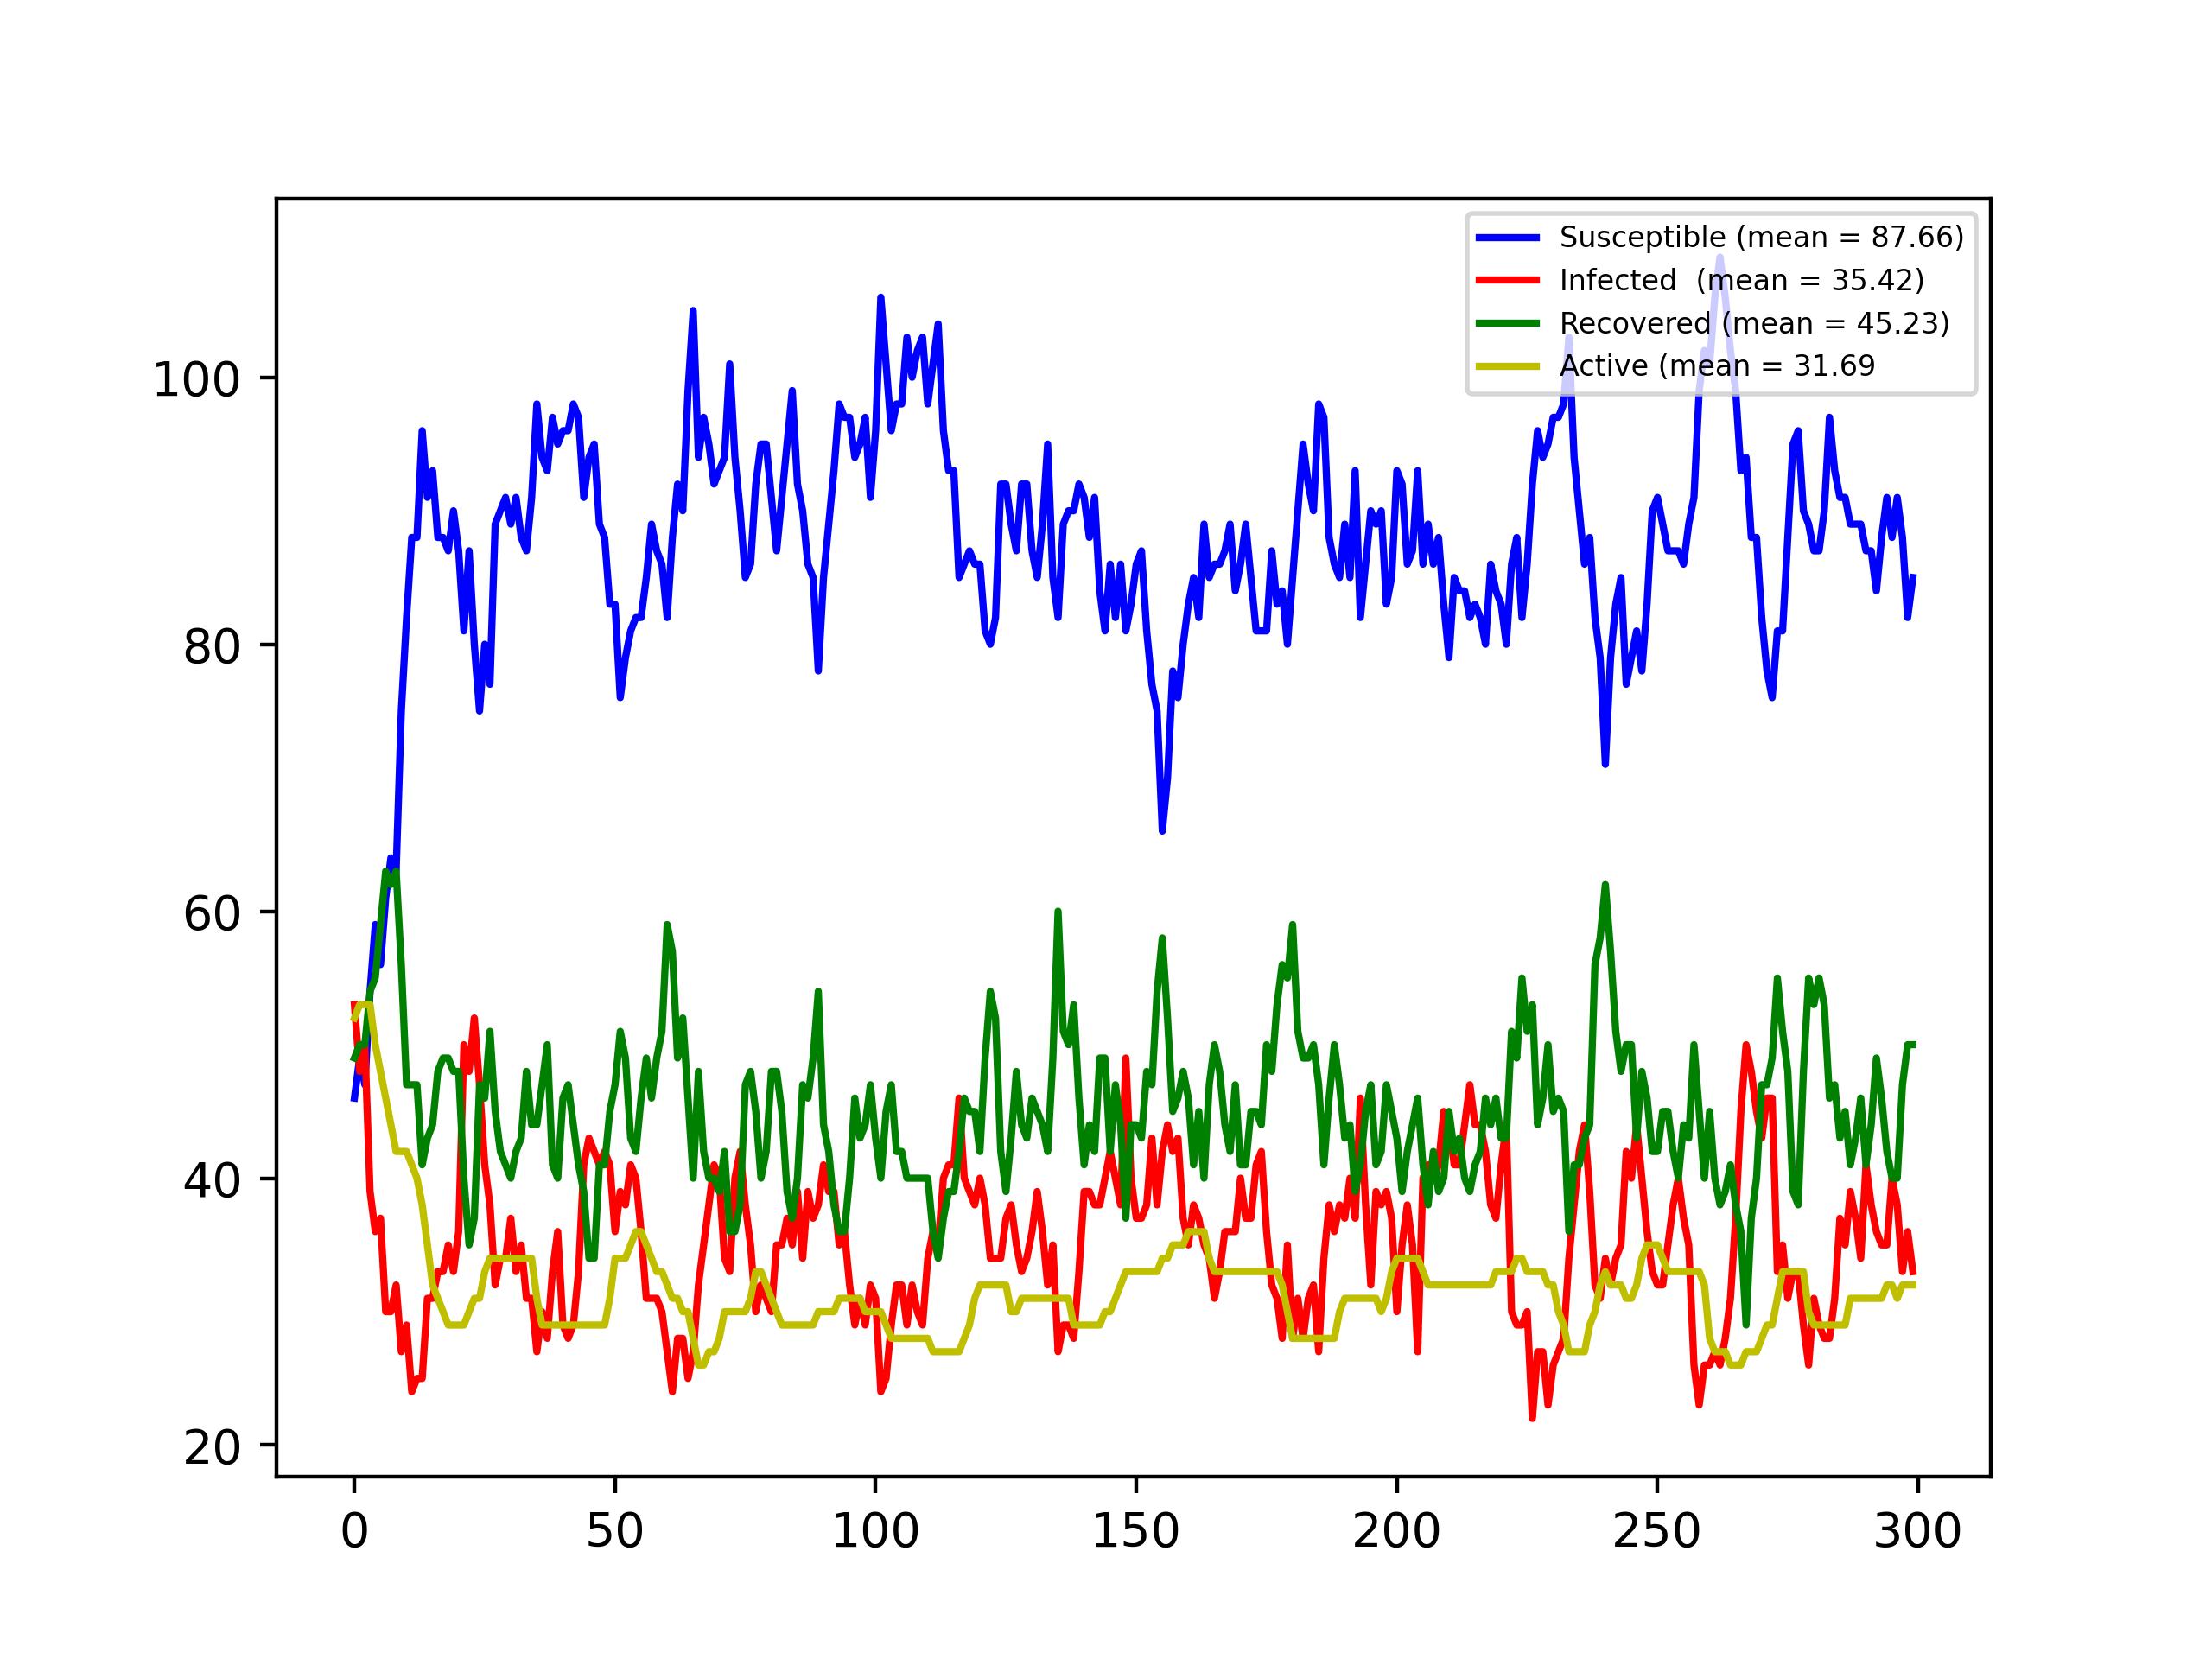 Susceptible (mean = 87.66)
Infected  (mean = 35.42)
Recovered (mean = 45.23)
Active (mean = 31.69
100
80
60
40
20
0 50 100 150 200 250 300